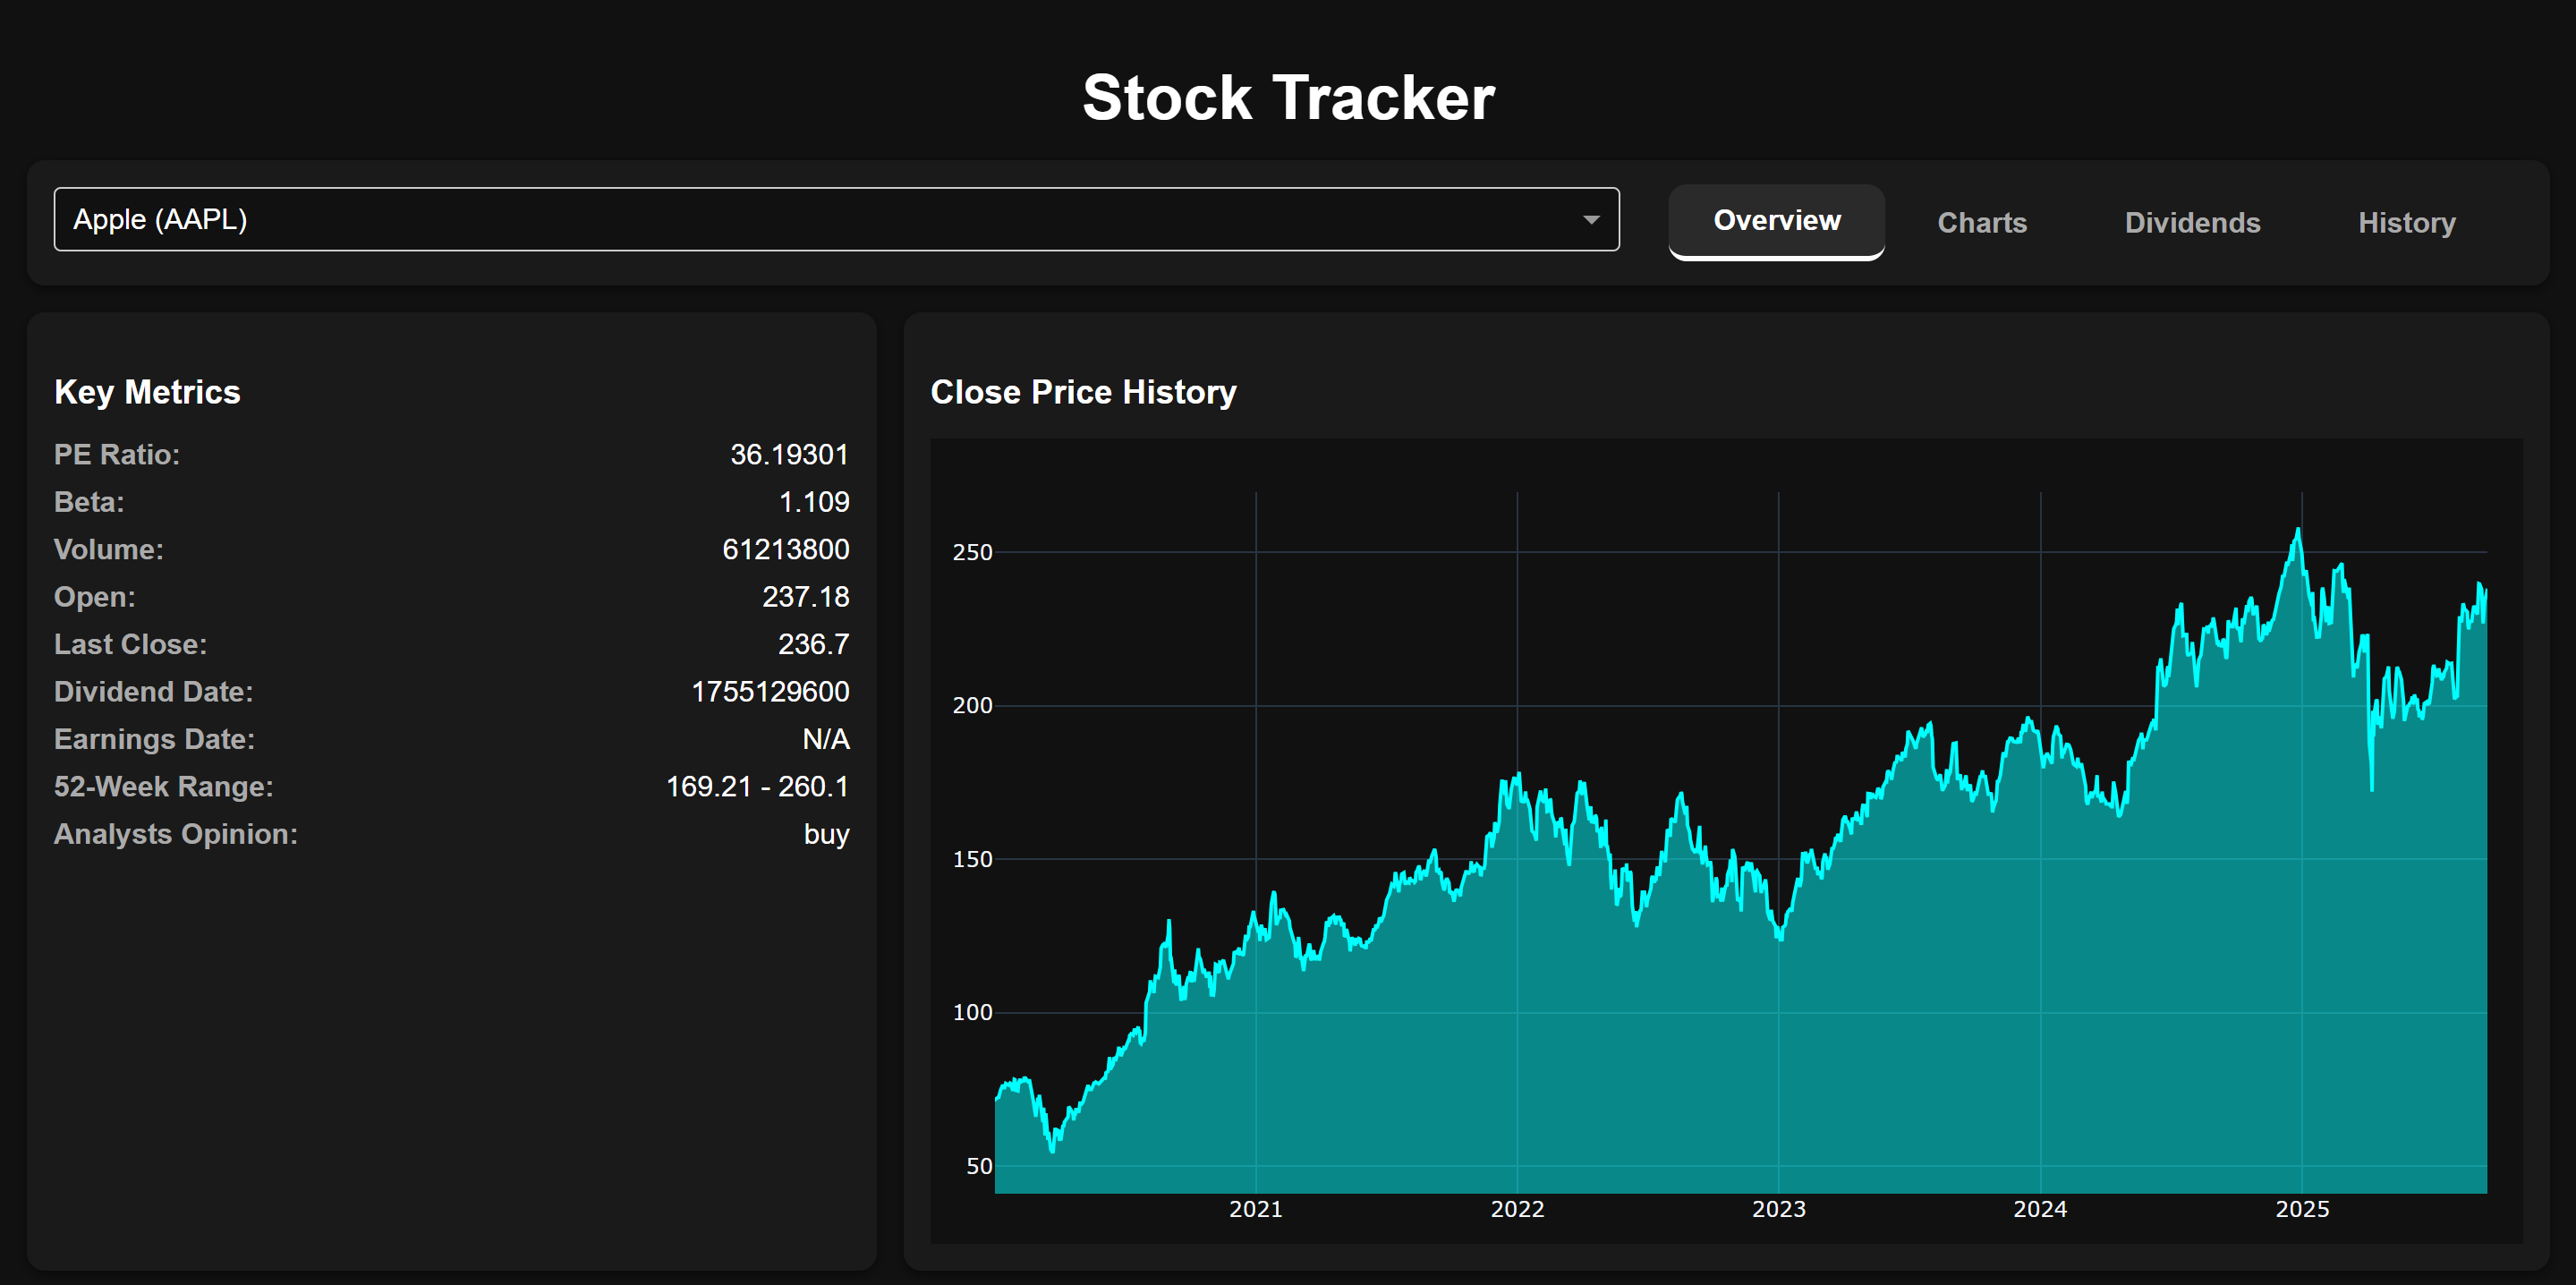 Stock Tracker
Apple (AAPL)
Overview
Charts
Dividends
History
Key Metrics
PE Ratio: 36.19301
Beta: 1.109
Volume: 61213800
Open: 237.18
Last Close: 236.7
Dividend Date: 1755129600
Earnings Date: N/A
52-Week Range: 169.21 - 260.1
Analysts Opinion: buy
Close Price History
250
200
150
100
50
2021
2022
2023
2024
2025